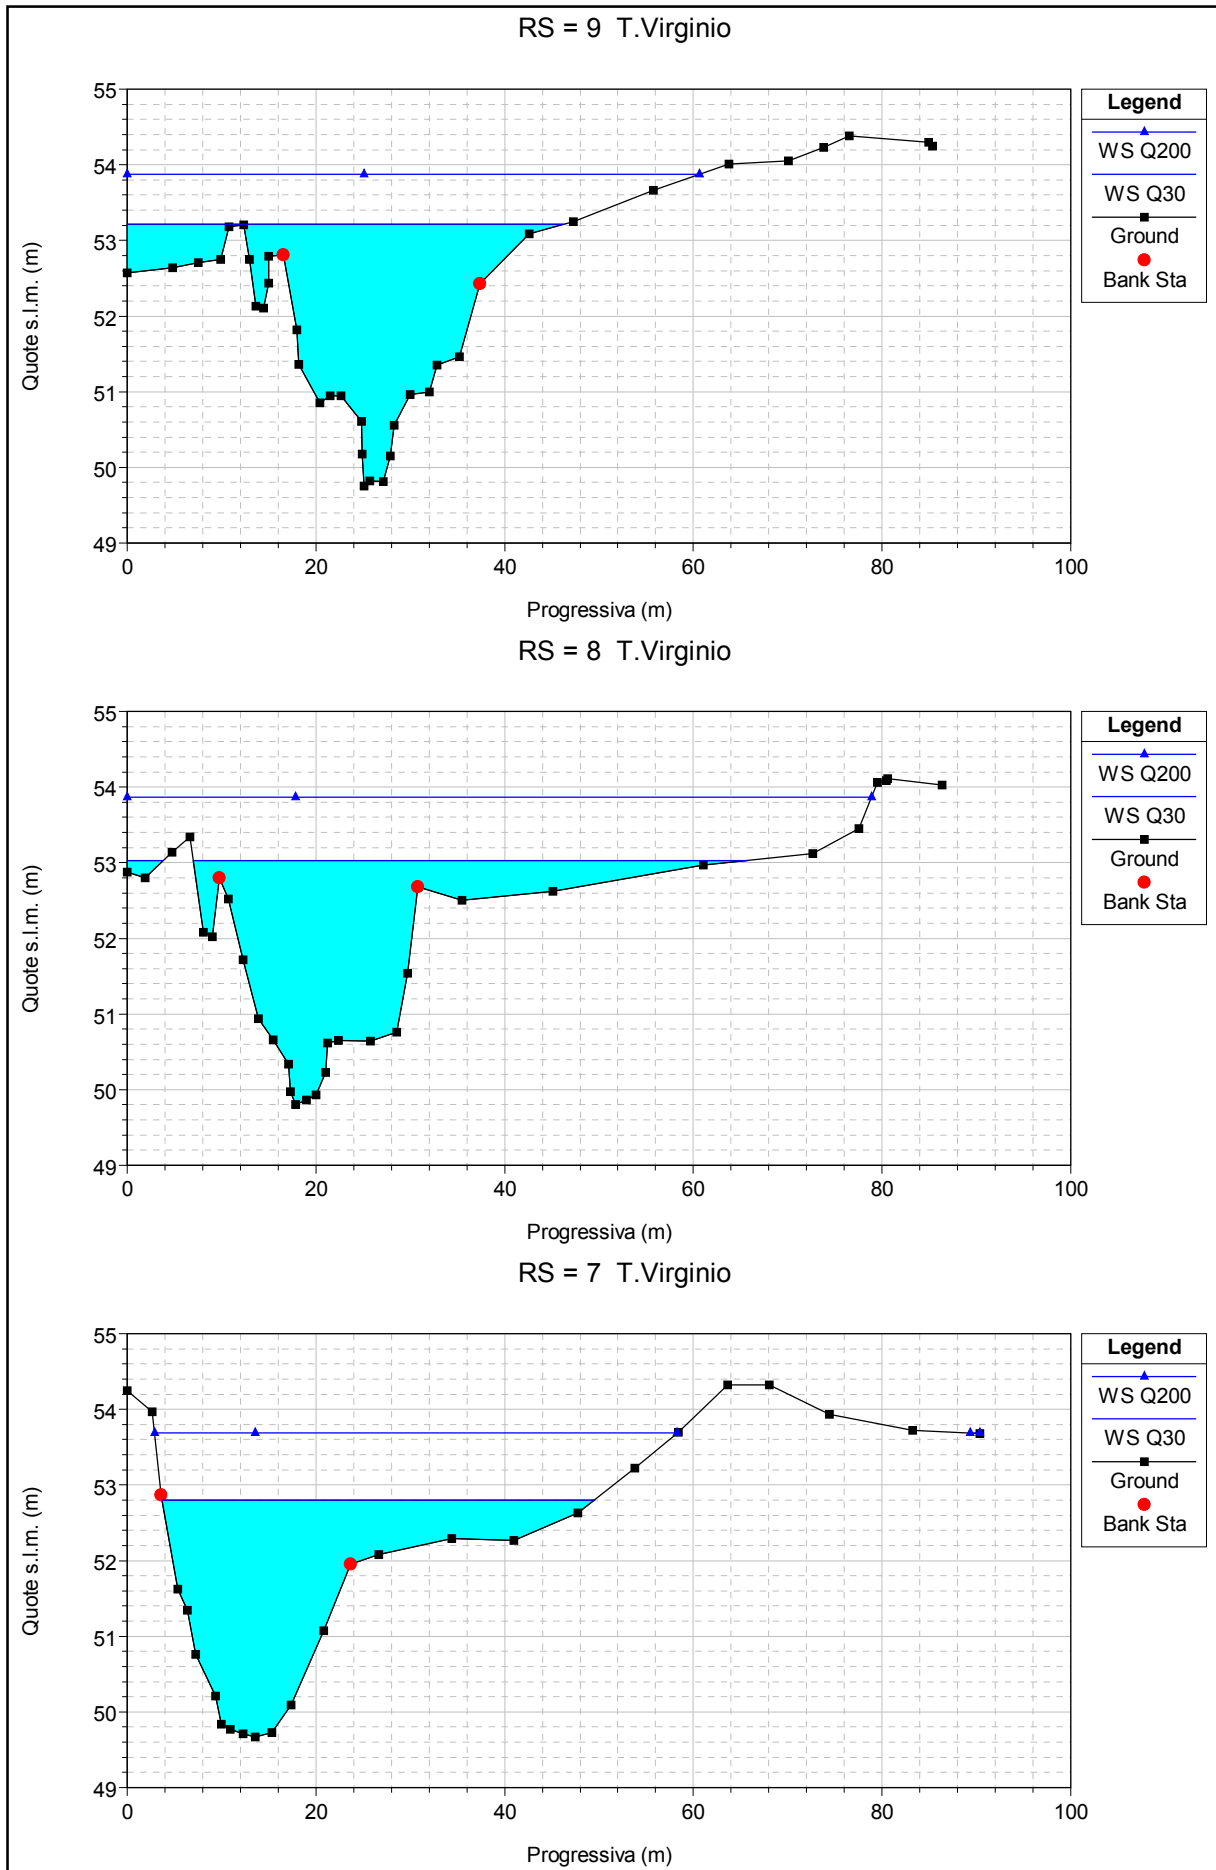 RS = 9 T.Virginio
55
54
53
52
51
50
49
Quote s.l.m. (m)
0 20 40 60 80 100
Progressiva (m)
Legend
WS Q200
WS Q30
Ground
Bank Sta
RS = 8 T.Virginio
55
54
53
52
51
50
49
Quote s.l.m. (m)
0 20 40 60 80 100
Progressiva (m)
Legend
WS Q200
WS Q30
Ground
Bank Sta
RS = 7 T.Virginio
55
54
53
52
51
50
49
Quote s.l.m. (m)
0 20 40 60 80 100
Progressiva (m)
Legend
WS Q200
WS Q30
Ground
Bank Sta